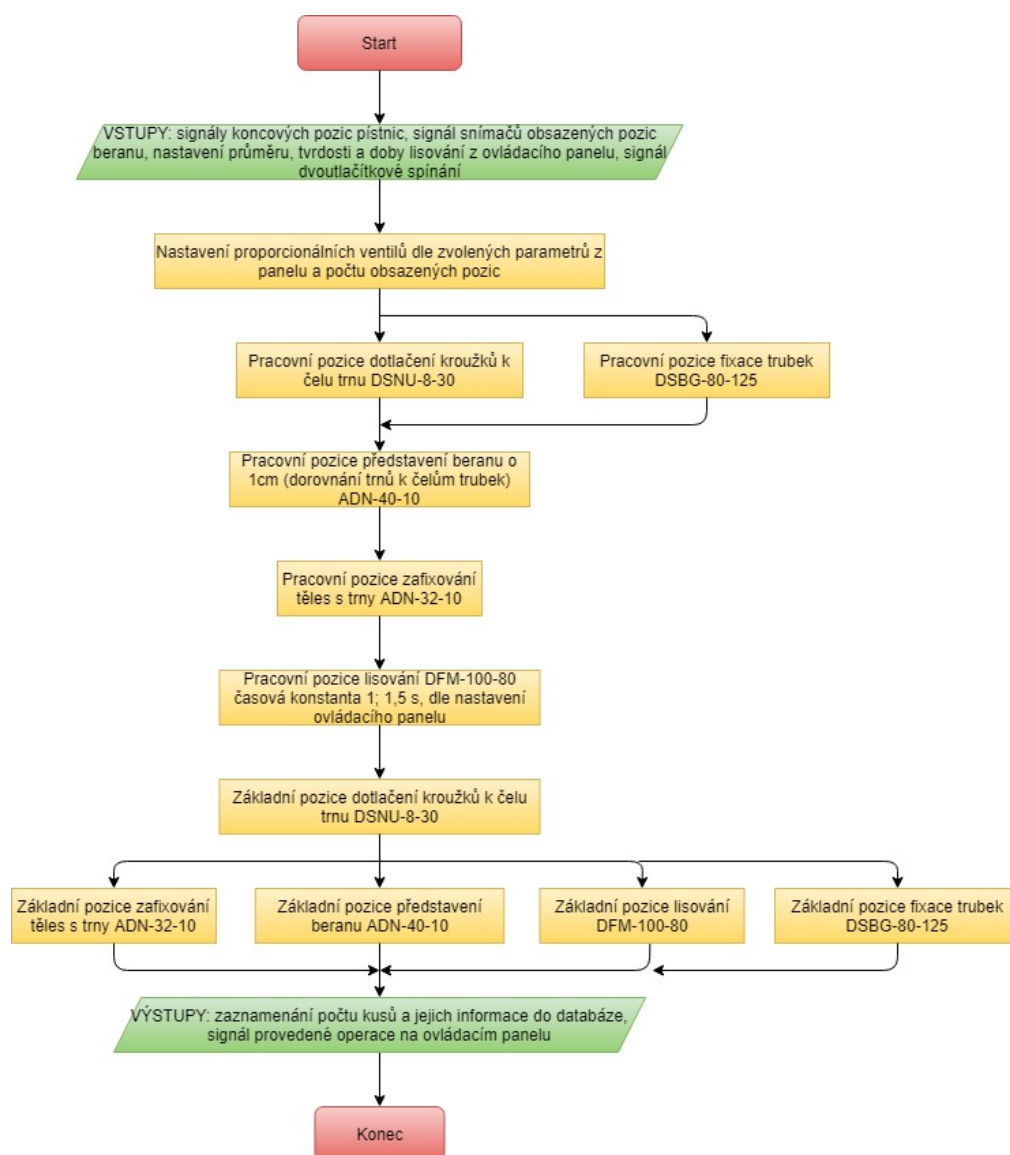 Start
VSTUPY: signály koncových pozic pístnic, signál snímačů obsazených pozic
beranu, nastavení průměru, tvrdosti a doby lisování z ovládacího panelu, signál
dvoutlačítkové spínání
Nastavení proporcionálních ventilů dle zvolených parametrů z
panelu a počtu obsazených pozic
Pracovní pozice dotlačení kroužků k
čelu trnu DSNU-8-30
Pracovní pozice fixace trubek
DSBG-80-125
Pracovní pozice představení beranu o
1cm (dorovnání trnů k čelům trubek)
ADN-40-10
Pracovní pozice zafixování
těles s trny ADN-32-10
Pracovní pozice lisování DFM-100-80
časová konstanta 1; 1,5 s, dle nastavení
ovládacího panelu
Základní pozice dotlačení kroužků k čelu
trnu DSNU-8-30
Základní pozice zafixování
těles s trny ADN-32-10
Základní pozice představení
beranu ADN-40-10
Základní pozice lisování
DFM-100-80
Základní pozice fixace trubek
DSBG-80-125
VÝSTUPY: zaznamenání počtu kusů a jejich informace do databáze,
signál provedené operace na ovládacím panelu
Konec